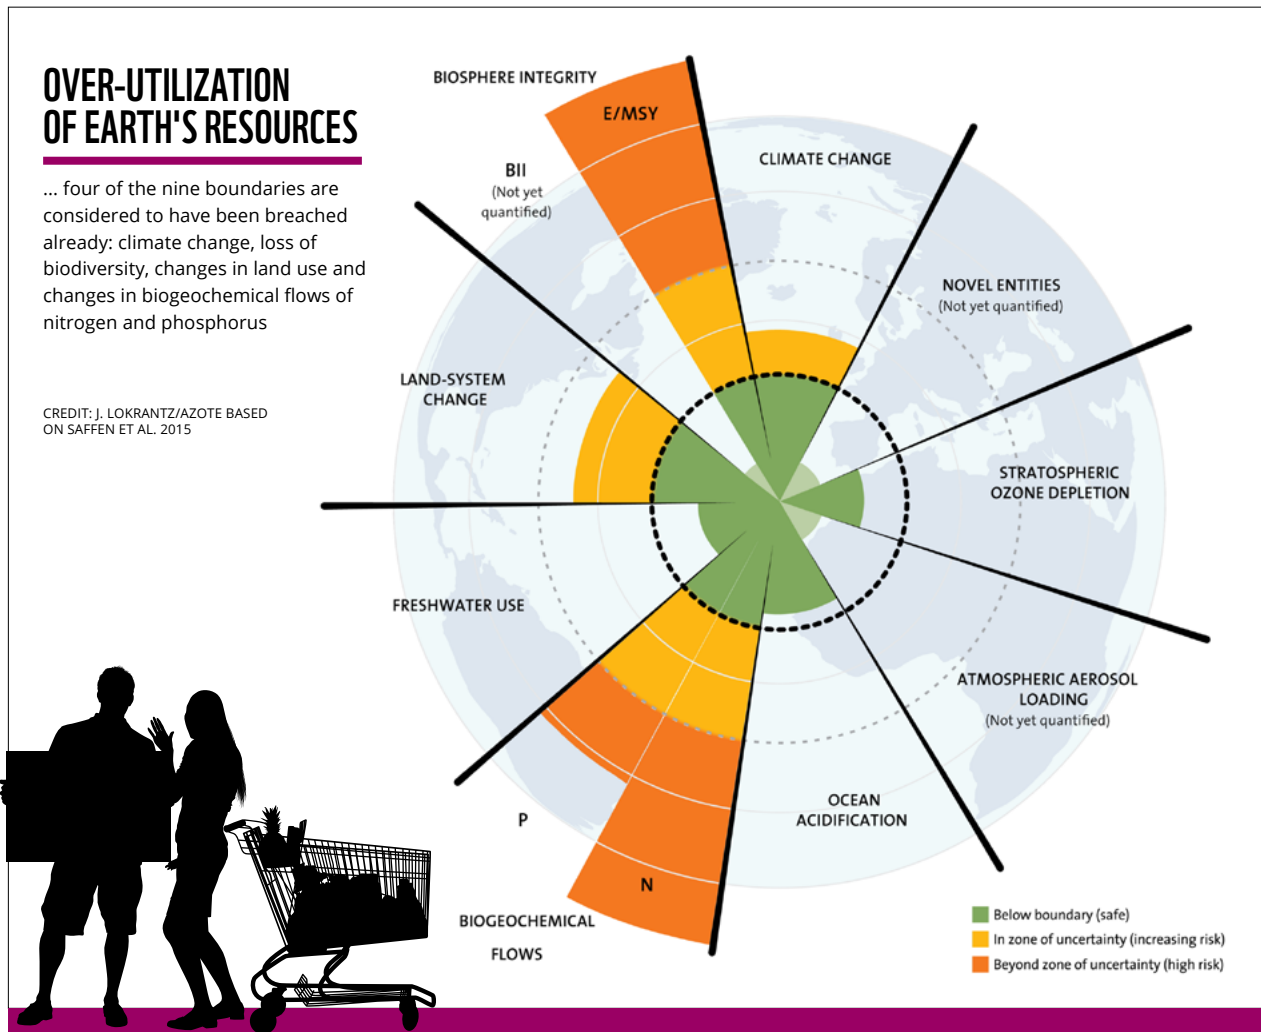 OVER-UTILIZATION
OF EARTH'S RESOURCES
... four of the nine boundaries are
considered to have been breached
already: climate change, loss of
biodiversity, changes in land use and
changes in biogeochemical flows of
nitrogen and phosphorus
CREDIT: J. LOKRANTZ/AZOTE BASED
ON SAFFEN ET AL. 2015
BIOSPHERE INTEGRITY
E/MSY
BII
(Not yet
quantified)
CLIMATE CHANGE
NOVEL ENTITIES
(Not yet quantified)
LAND-SYSTEM
CHANGE
STRATOSPHERIC
OZONE DEPLETION
FRESHWATER USE
ATMOSPHERIC AEROSOL
LOADING
(Not yet quantified)
OCEAN
ACIDIFICATION
P
N
BIOGEOCHEMICAL
FLOWS
Below boundary (safe)
In zone of uncertainty (increasing risk)
Beyond zone of uncertainty (high risk)